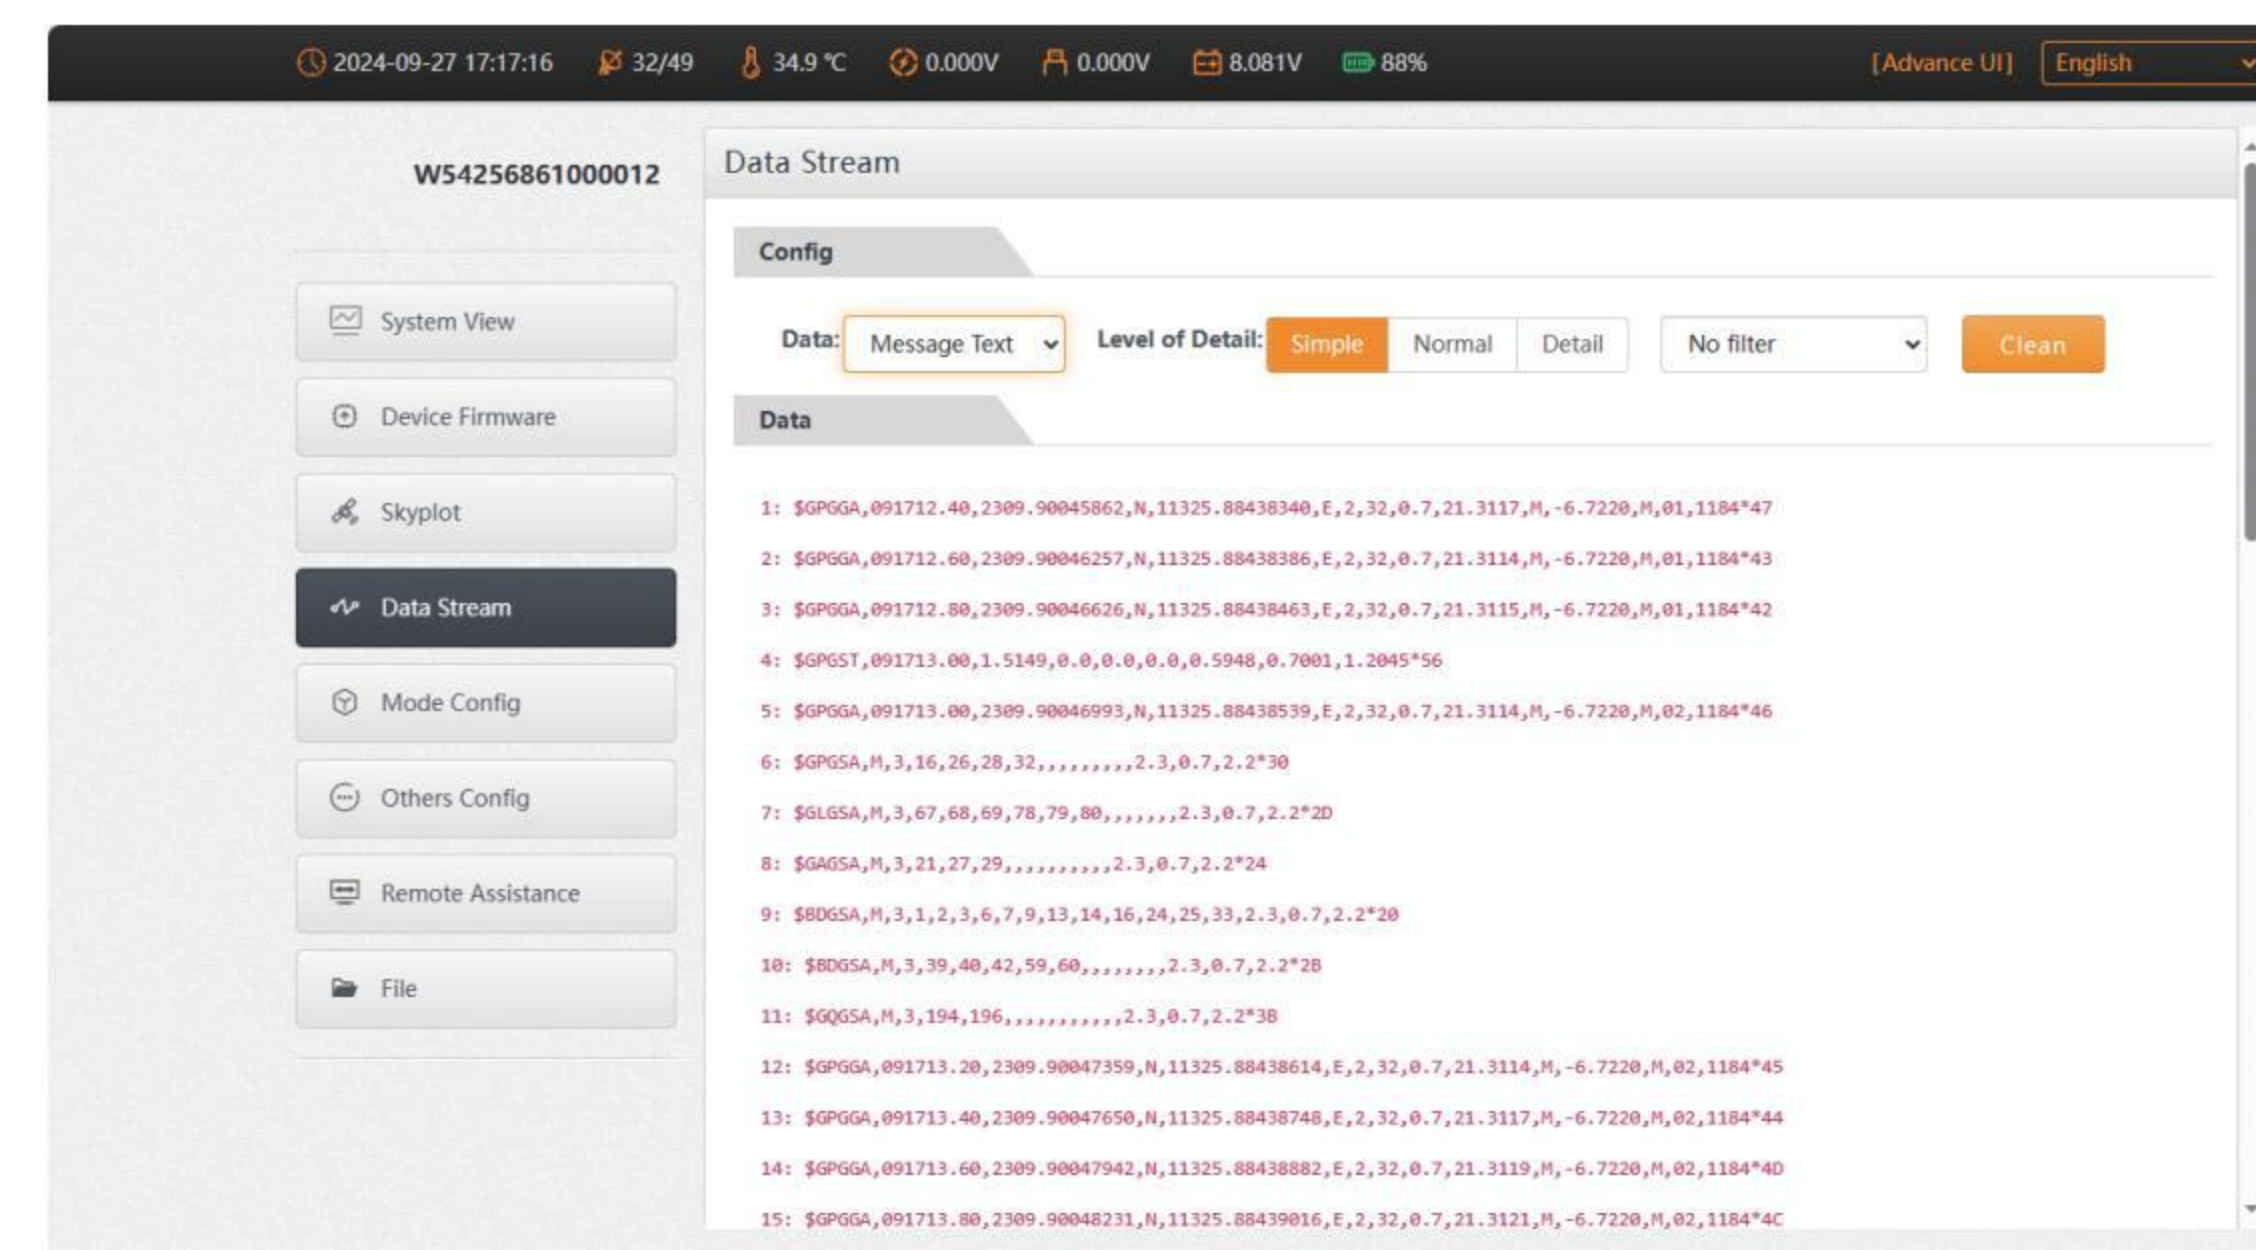 2024-09-27 17:17:16 32/49 34.9 ℃ 0.000V 0.000V 8.081V 88% [Advance UI] English
W54256861000012
System View
Device Firmware
Skyplot
Data Stream
Mode Config
Others Config
Remote Assistance
File
Data Stream
Config
Data: Message Text Level of Detail: Simple Normal Detail No filter Clean
Data
1: $GPGGA,091712.40,2309.90045862,N,11325.88438340,E,2,32,0.7,21.3117,M,-6.7220,M,01,1184*47
2: $GPGGA,091712.60,2309.90046257,N,11325.88438386,E,2,32,0.7,21.3114,M,-6.7220,M,01,1184*43
3: $GPGGA,091712.80,2309.90046626,N,11325.88438463,E,2,32,0.7,21.3115,M,-6.7220,M,01,1184*42
4: $GPGST,091713.00,1.5149,0.0,0.0,0.0,0.5948,0.7001,1.2045*56
5: $GPGGA,091713.00,2309.90046993,N,11325.88438539,E,2,32,0.7,21.3114,M,-6.7220,M,02,1184*46
6: $GPGSA,M,3,16,26,28,32,,,,,,,,,2.3,0.7,2.2*30
7: $GLGSA,M,3,67,68,69,78,79,80,,,,,,,2.3,0.7,2.2*2D
8: $GAGSA,M,3,21,27,29,,,,,,,,,,2.3,0.7,2.2*24
9: $BDGSA,M,3,1,2,3,6,7,9,13,14,16,24,25,33,2.3,0.7,2.2*20
10: $BDGSA,M,3,39,40,42,59,60,,,,,,,,2.3,0.7,2.2*2B
11: $GQGSA,M,3,194,196,,,,,,,,,,,2.3,0.7,2.2*3B
12: $GPGGA,091713.20,2309.90047359,N,11325.88438614,E,2,32,0.7,21.3114,M,-6.7220,M,02,1184*45
13: $GPGGA,091713.40,2309.90047650,N,11325.88438748,E,2,32,0.7,21.3117,M,-6.7220,M,02,1184*44
14: $GPGGA,091713.60,2309.90047942,N,11325.88438882,E,2,32,0.7,21.3119,M,-6.7220,M,02,1184*4D
15: $GPGGA,091713.80,2309.90048231,N,11325.88439016,E,2,32,0.7,21.3121,M,-6.7220,M,02,1184*4C